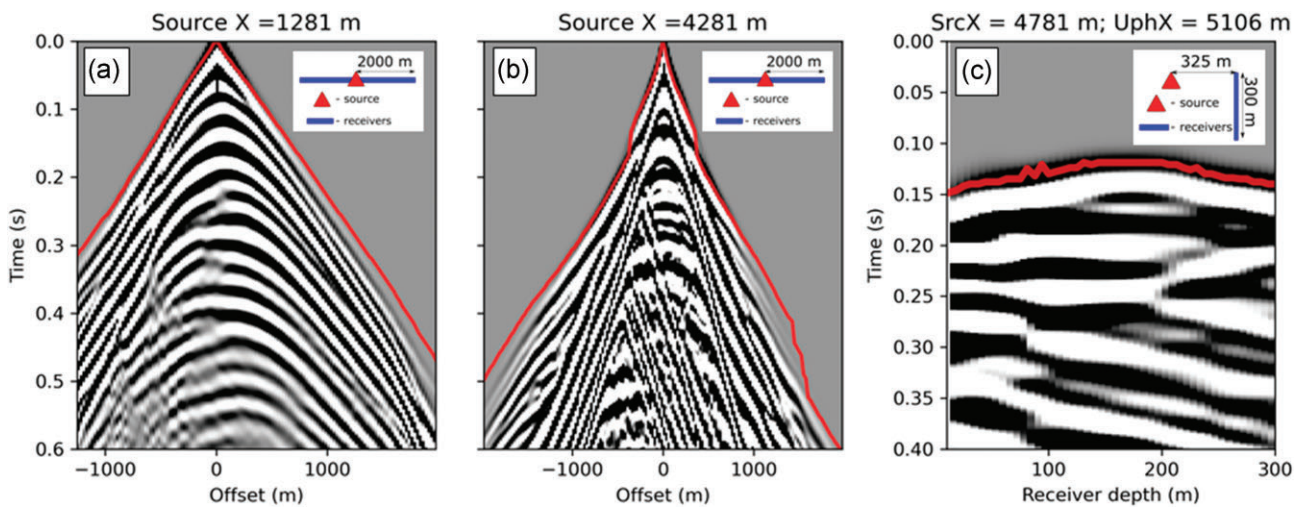 Source X =1281 m
(a)
2000 m
- source
- receivers
0.0
0.1
0.2
0.3
0.4
0.5
0.6
Time (s)
−1000
0
1000
Offset (m)
Source X =4281 m
(b)
2000 m
- source
- receivers
−1000
0
1000
Offset (m)
SrcX = 4781 m; UphX = 5106 m
(c)
325 m
300 m
- source
- receivers
0.00
0.05
0.10
0.15
0.20
0.25
0.30
0.35
0.40
Time (s)
100
200
300
Receiver depth (m)